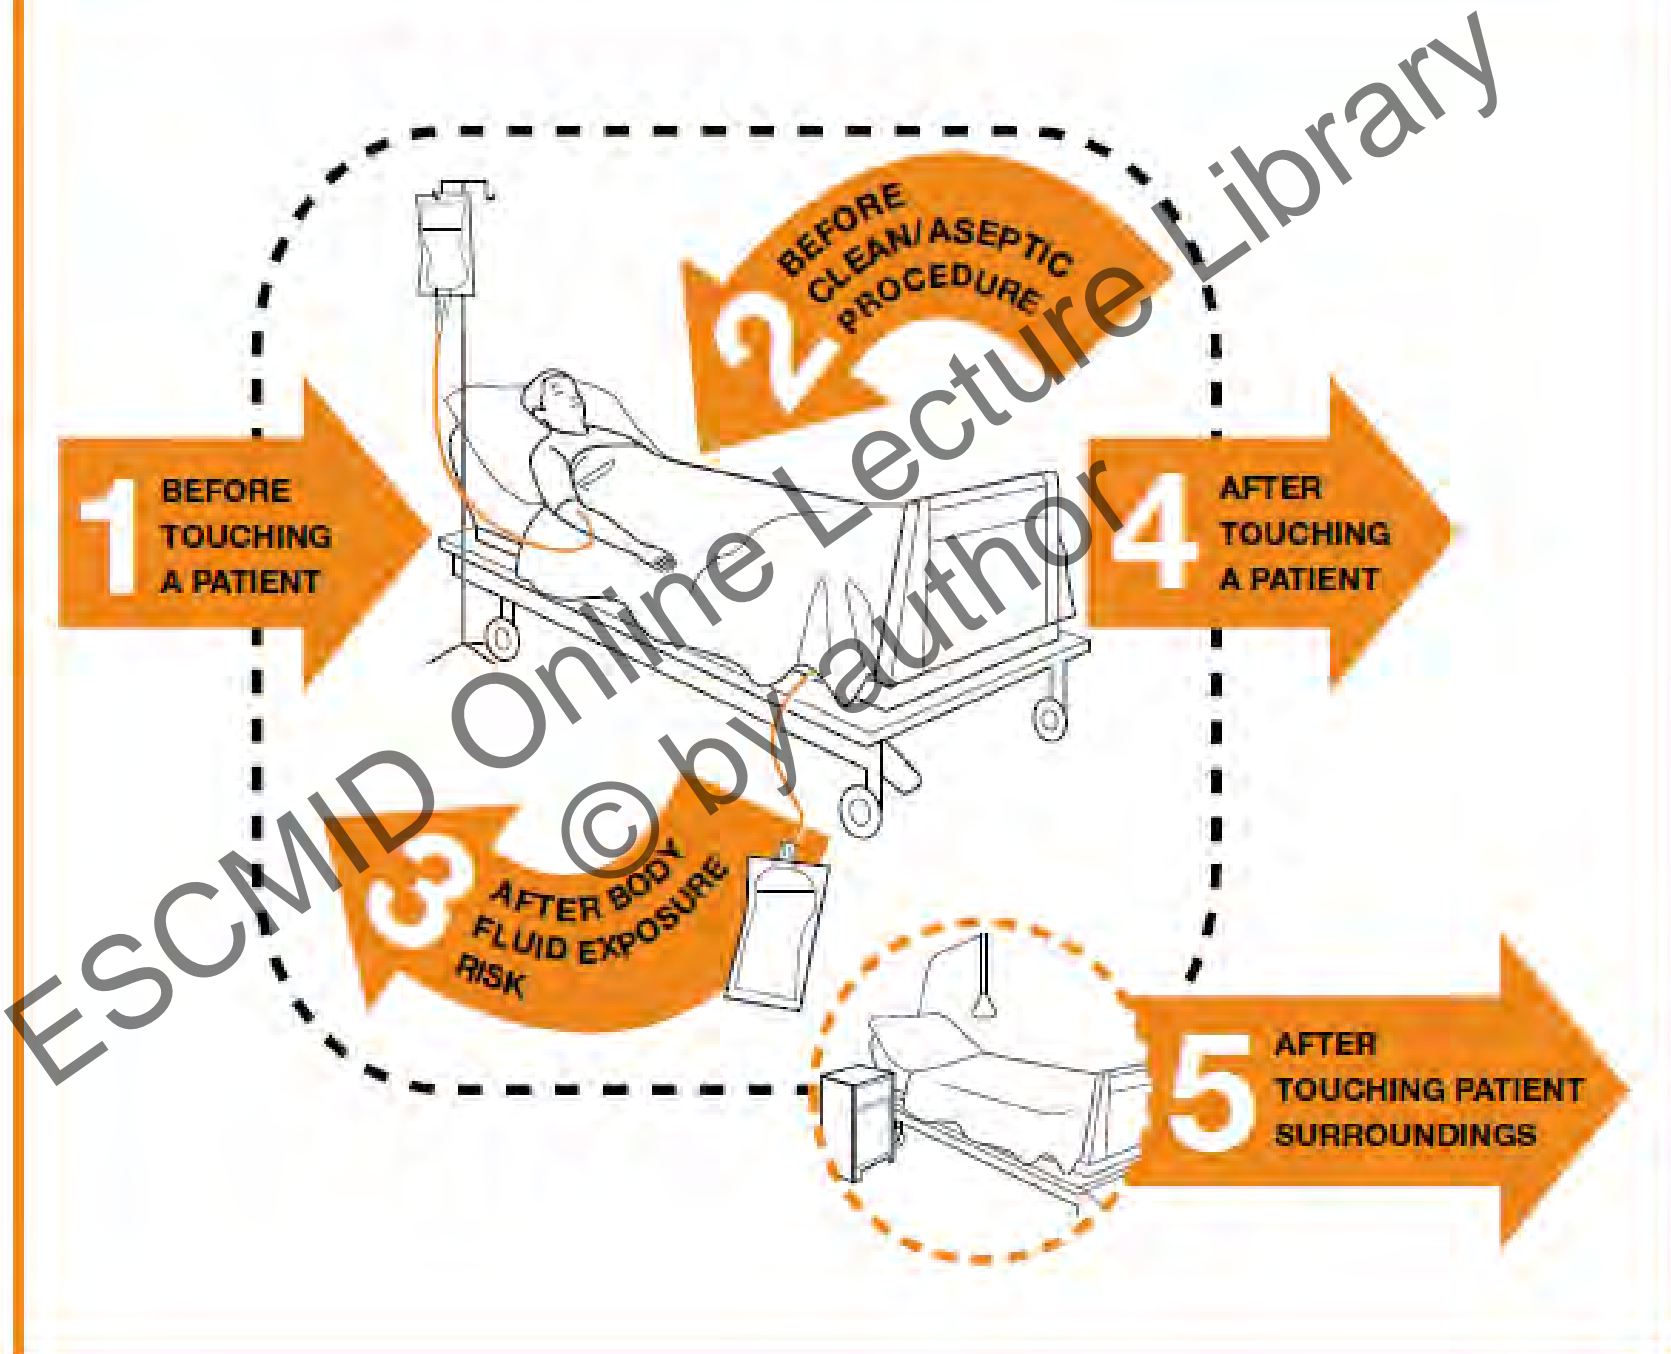 1
BEFORE
TOUCHING
A PATIENT
2
BEFORE
CLEAN/ASEPTIC
PROCEDURE
3
AFTER BODY
FLUID EXPOSURE
RISK
4
AFTER
TOUCHING
A PATIENT
5
AFTER
TOUCHING PATIENT
SURROUNDINGS
ESCMID Online Lecture Library
© by author